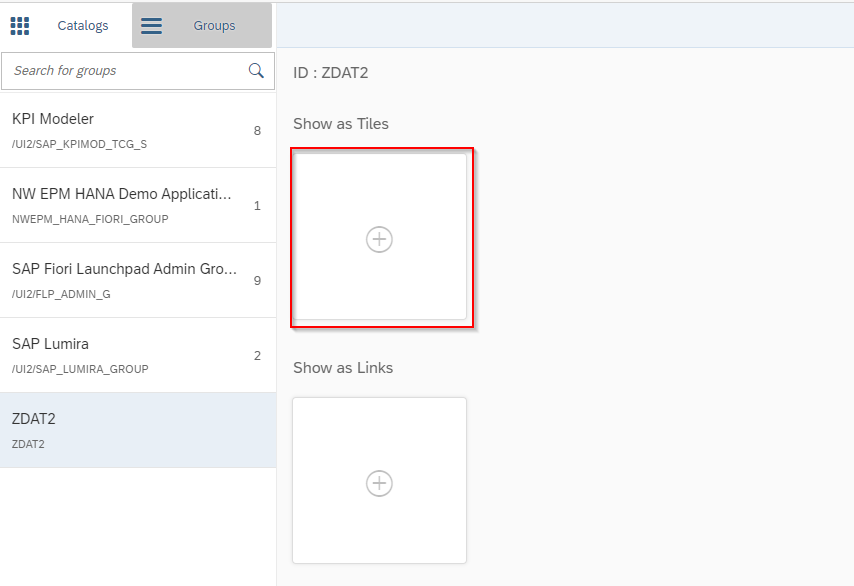 Catalogs
Groups
Search for groups
KPI Modeler
8
/UI2/SAP_KPIMOD_TCG_S
NW EPM HANA Demo Applicati...
1
NWEPM_HANA_FIORI_GROUP
SAP Fiori Launchpad Admin Gro...
9
/UI2/FLP_ADMIN_G
SAP Lumira
2
/UI2/SAP_LUMIRA_GROUP
ZDAT2
ZDAT2
ID : ZDAT2
Show as Tiles
Show as Links